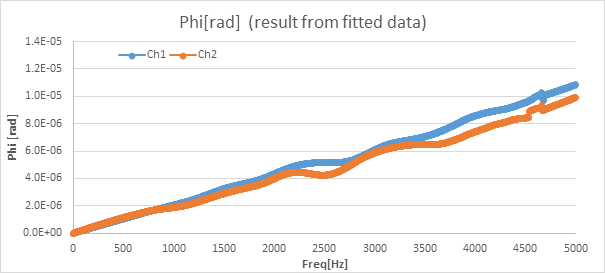 Phi[rad]  (result from fitted data)
1.4E-05
Ch1 Ch2
1.2E-05
1.0E-05
8.0E-06
6.0E-06
4.0E-06
2.0E-06
0.0E+00
Phi [rad]
0 500 1000 1500 2000 2500 3000 3500 4000 4500 5000
Freq[Hz]